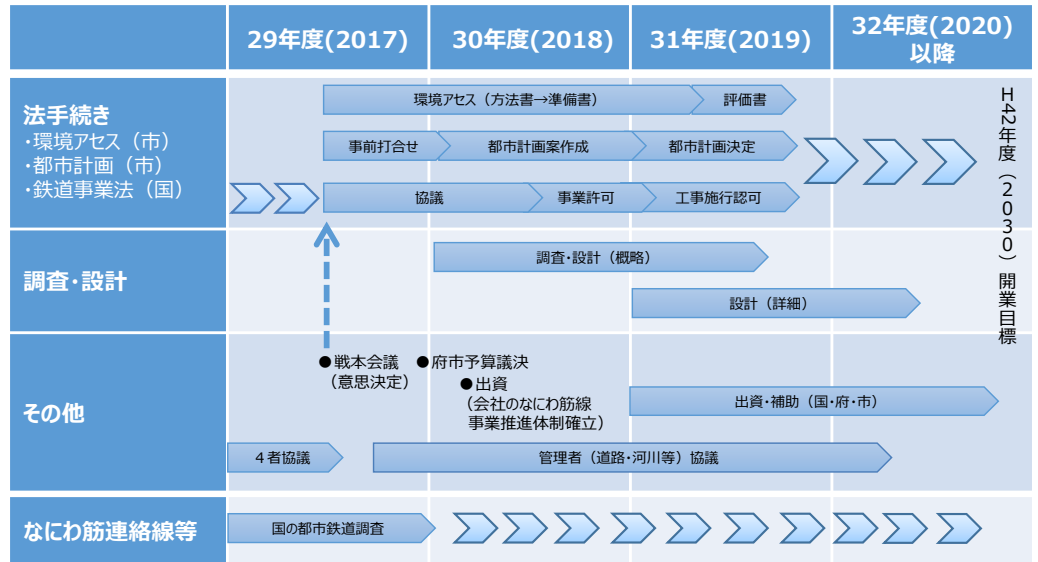 29年度(2017)
30年度(2018)
31年度(2019)
32年度(2020)
以降
法手続き
・環境アセス（市）
・都市計画（市）
・鉄道事業法（国）
環境アセス（方法書→準備書）
評価書
事前打合せ
都市計画案作成
都市計画決定
協議
事業許可
工事施行認可
H42年度（2030）開業目標
調査・設計
調査・設計（概略）
設計（詳細）
その他
●戦本会議
（意思決定）
●府市予算議決
●出資
（会社のなにわ筋線
事業推進体制確立）
出資・補助（国・府・市）
４者協議
管理者（道路・河川等）協議
なにわ筋連絡線等
国の都市鉄道調査